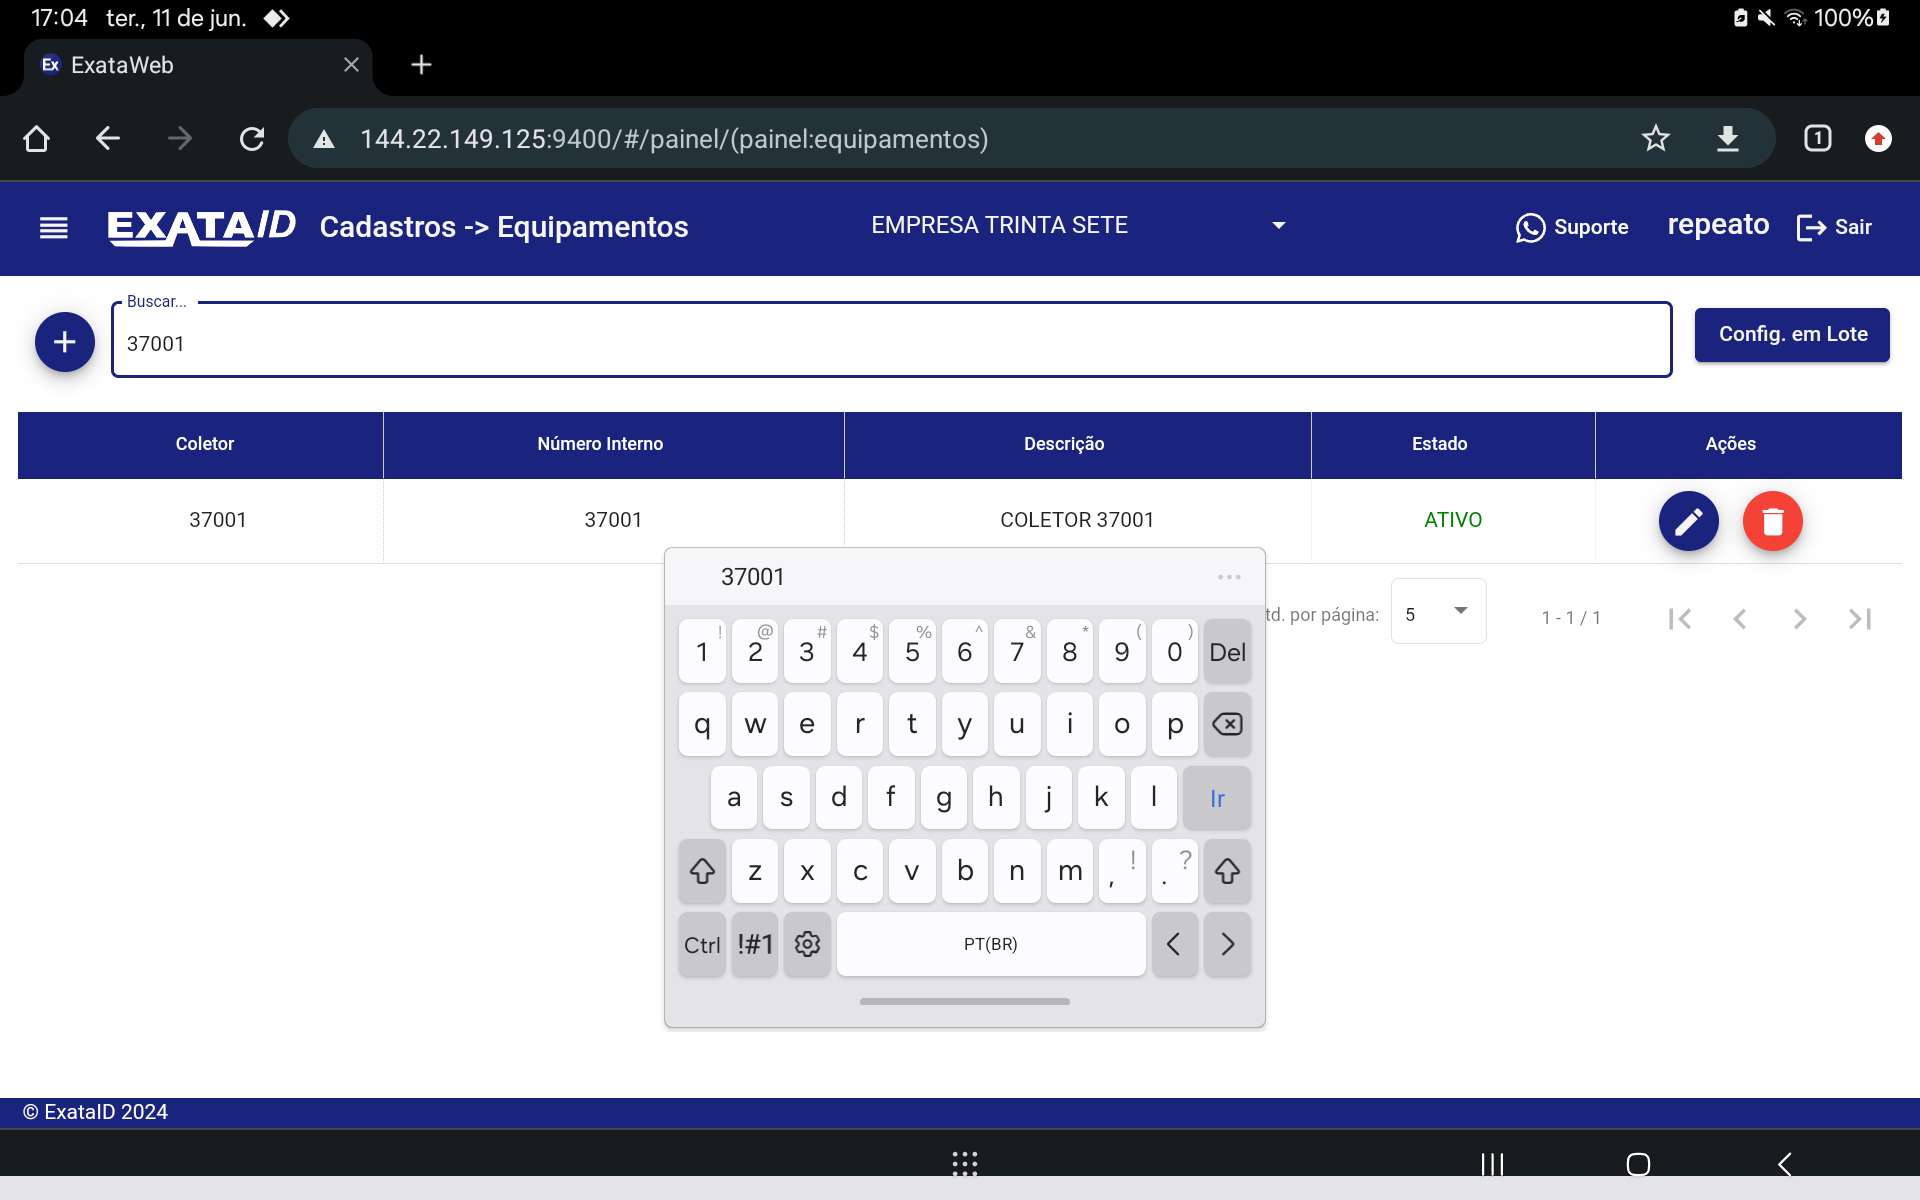 17:04 ter., 11 de jun. 100%
Ex ExataWeb
144.22.149.125:9400/#/painel/(painel:equipamentos) 1
EXATAID Cadastros -> Equipamentos EMPRESA TRINTA SETE Suporte repeato Sair
Buscar...
37001
Config. em Lote
Coletor Número Interno Descrição Estado Ações
37001 37001 COLETOR 37001 ATIVO
37001
td. por página: 5 1 - 1 / 1
! @ # $ % ^ & * ( )
1 2 3 4 5 6 7 8 9 0 Del
q w e r t y u i o p
a s d f g h j k l Ir
z x c v b n m , ! . ?
Ctrl !#1 PT(BR) < >
© ExataID 2024